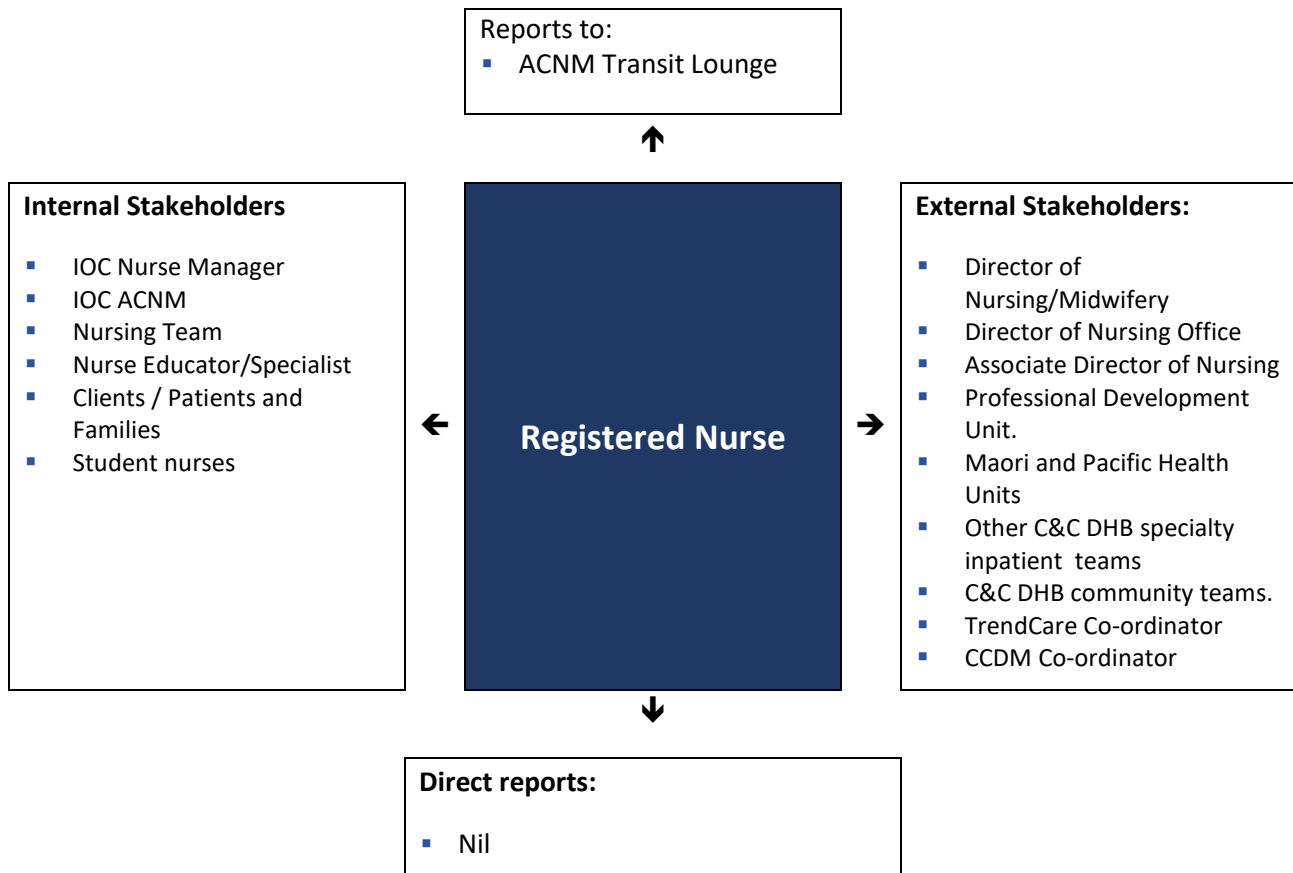 Reports to:
▪ ACNM Transit Lounge
Internal Stakeholders
▪ IOC Nurse Manager
▪ IOC ACNM
▪ Nursing Team
▪ Nurse Educator/Specialist
▪ Clients / Patients and
Families
▪ Student nurses
Registered Nurse
External Stakeholders:
▪ Director of
Nursing/Midwifery
▪ Director of Nursing Office
▪ Associate Director of Nursing
▪ Professional Development
Unit.
▪ Maori and Pacific Health
Units
▪ Other C&C DHB specialty
inpatient teams
▪ C&C DHB community teams.
▪ TrendCare Co-ordinator
▪ CCDM Co-ordinator
Direct reports:
▪ Nil